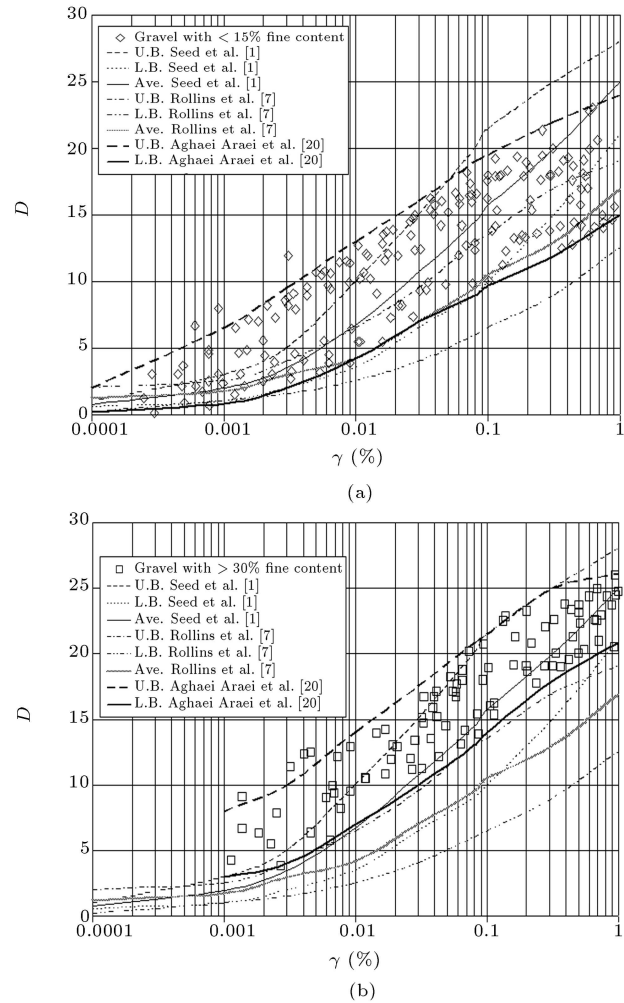 30
25
20
15
10
5
0
D
Gravel with < 15% fine content
U.B. Seed et al. [1]
L.B. Seed et al. [1]
Ave. Seed et al. [1]
U.B. Rollins et al. [7]
L.B. Rollins et al. [7]
Ave. Rollins et al. [7]
U.B. Aghaei Araei et al. [20]
L.B. Aghaei Araei et al. [20]
0.0001 0.001 0.01 0.1 1
γ (%)
(a)
30
25
20
15
10
5
0
D
Gravel with > 30% fine content
U.B. Seed et al. [1]
L.B. Seed et al. [1]
Ave. Seed et al. [1]
U.B. Rollins et al. [7]
L.B. Rollins et al. [7]
Ave. Rollins et al. [7]
U.B. Aghaei Araei et al. [20]
L.B. Aghaei Araei et al. [20]
0.0001 0.001 0.01 0.1 1
γ (%)
(b)